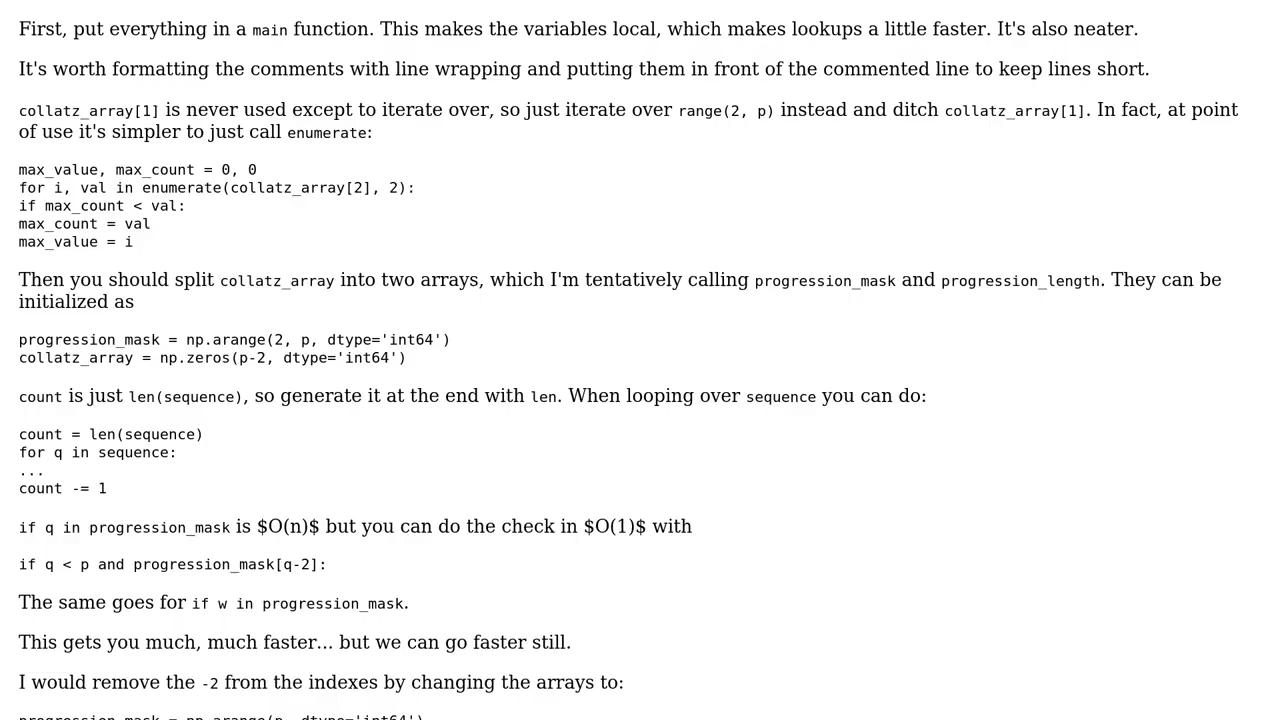 First, put everything in a main function. This makes the variables local, which makes lookups a little faster. It's also neater.
It's worth formatting the comments with line wrapping and putting them in front of the commented line to keep lines short.
collatz_array[1] is never used except to iterate over, so just iterate over range(2, p) instead and ditch collatz_array[1]. In fact, at point
of use it's simpler to just call enumerate:
max_value, max_count = 0, 0
for i, val in enumerate(collatz_array[2], 2):
if max_count < val:
max_count = val
max_value = i
Then you should split collatz_array into two arrays, which I'm tentatively calling progression_mask and progression_length. They can be
initialized as
progression_mask = np.arange(2, p, dtype='int64')
collatz_array = np.zeros(p-2, dtype='int64')
count is just len(sequence), so generate it at the end with len. When looping over sequence you can do:
count = len(sequence)
for q in sequence:
...
count -= 1
if q in progression_mask is $O(n)$ but you can do the check in $O(1)$ with
if q < p and progression_mask[q-2]:
The same goes for if w in progression_mask.
This gets you much, much faster... but we can go faster still.
I would remove the -2 from the indexes by changing the arrays to:
progression_mask = np.arange(p, dtype='int64')